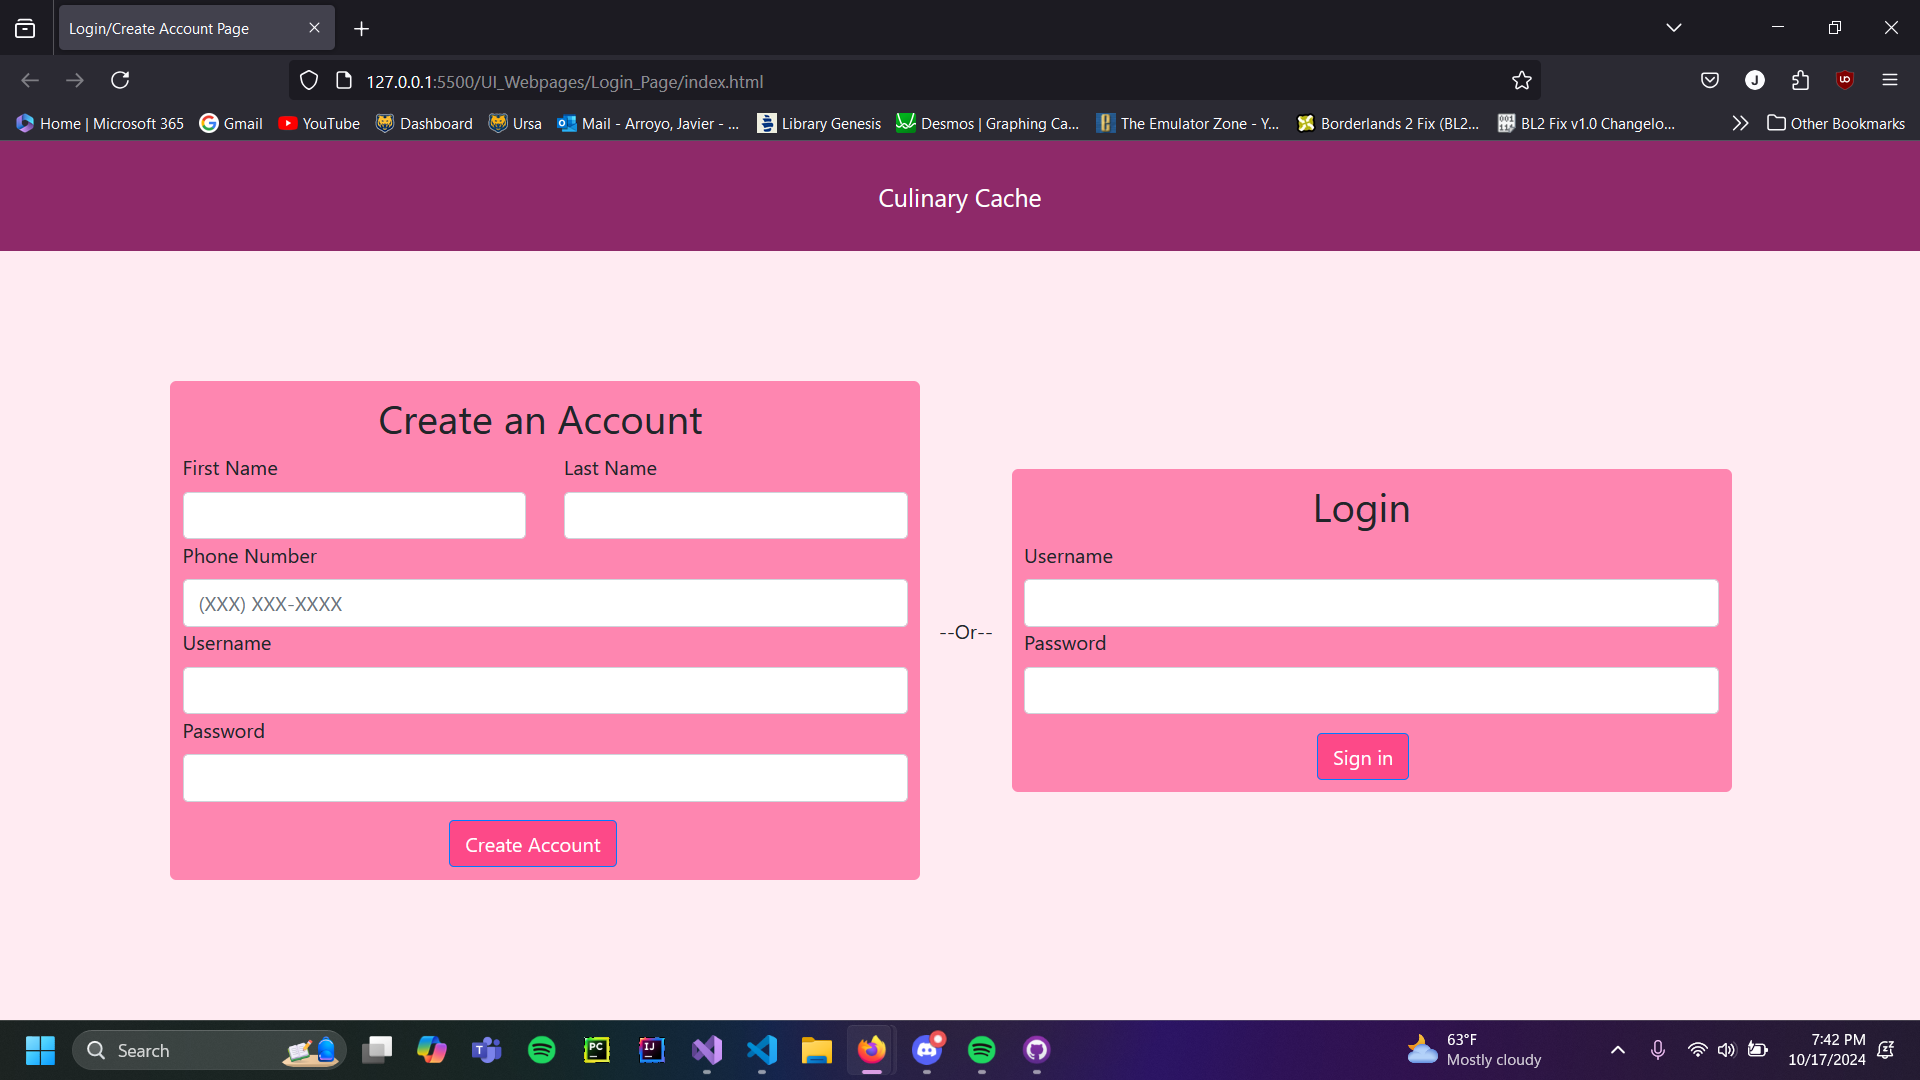 Login/Create Account Page
127.0.0.1:5500/UI_Webpages/Login_Page/index.html
J
Home | Microsoft 365 Gmail YouTube Dashboard Ursa Mail - Arroyo, Javier - ... Library Genesis Desmos | Graphing Ca... The Emulator Zone - Y... Borderlands 2 Fix (BL2... BL2 Fix v1.0 Changelo... Other Bookmarks
Culinary Cache
Create an Account
First Name Last Name
Phone Number
(XXX) XXX-XXXX
Username
Password
Create Account
--Or--
Login
Username
Password
Sign in
Search
PC
IJ
63°F
Mostly cloudy
7:42 PM
10/17/2024